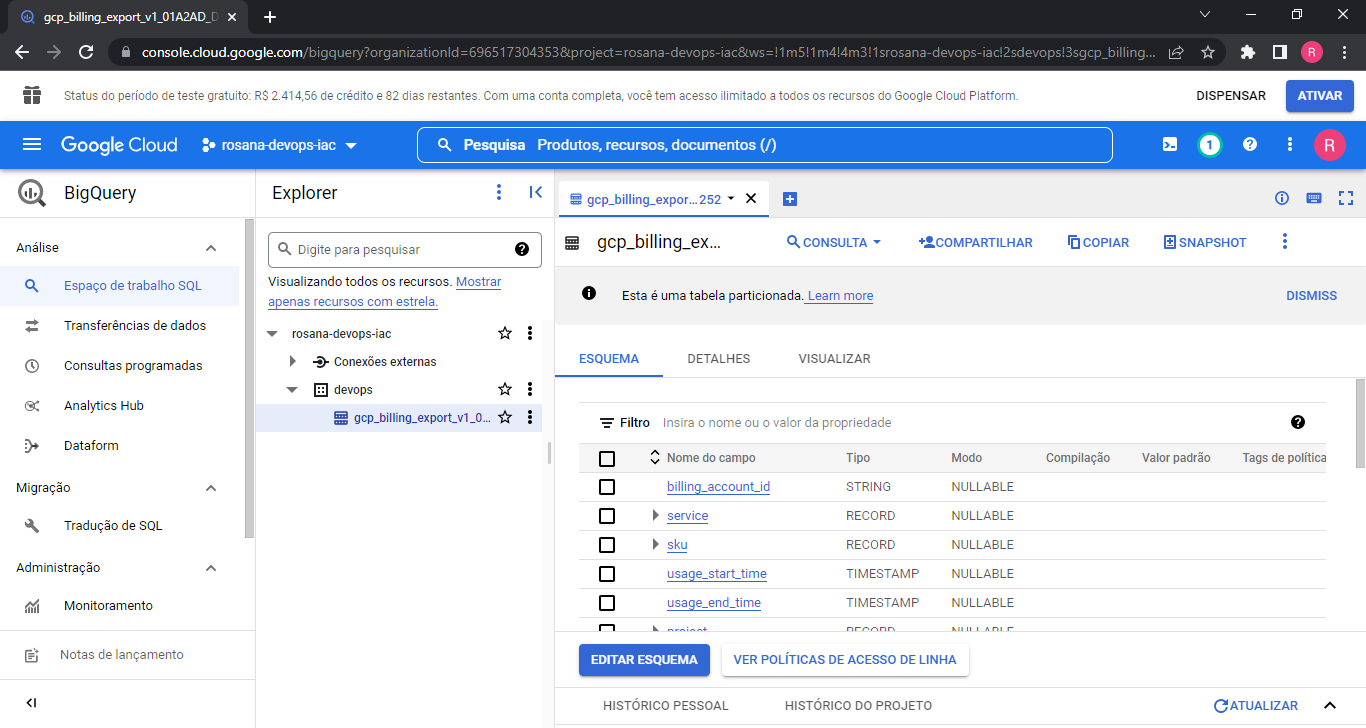 gcp_billing_export_v1_01A2AD_D
console.cloud.google.com/bigquery?organizationId=696517304353&project=rosana-devops-iac&ws=!1m5!1m4!4m3!1srosana-devops-iac!2sdevops!3sgcp_billing...
R
Status do período de teste gratuito: R$ 2.414,56 de crédito e 82 dias restantes. Com uma conta completa, você tem acesso ilimitado a todos os recursos do Google Cloud Platform.
DISPENSAR
ATIVAR
Google Cloud
rosana-devops-iac
Pesquisa Produtos, recursos, documentos (/)
1
R
BigQuery
Análise
Espaço de trabalho SQL
Transferências de dados
Consultas programadas
Analytics Hub
Dataform
Migração
Tradução de SQL
Administração
Monitoramento
Notas de lançamento
Explorer
Digite para pesquisar
Visualizando todos os recursos. Mostrar
apenas recursos com estrela.
rosana-devops-iac
Conexões externas
devops
gcp_billing_export_v1_0...
gcp_billing_expor...252
gcp_billing_ex...
CONSULTA
COMPARTILHAR
COPIAR
SNAPSHOT
Esta é uma tabela particionada. Learn more
DISMISS
ESQUEMA
DETALHES
VISUALIZAR
Filtro Insira o nome ou o valor da propriedade
Nome do campo Tipo Modo Compilação Valor padrão Tags de política
billing_account_id STRING NULLABLE
service RECORD NULLABLE
sku RECORD NULLABLE
usage_start_time TIMESTAMP NULLABLE
usage_end_time TIMESTAMP NULLABLE
project RECORD NULLABLE
EDITAR ESQUEMA
VER POLÍTICAS DE ACESSO DE LINHA
HISTÓRICO PESSOAL
HISTÓRICO DO PROJETO
ATUALIZAR